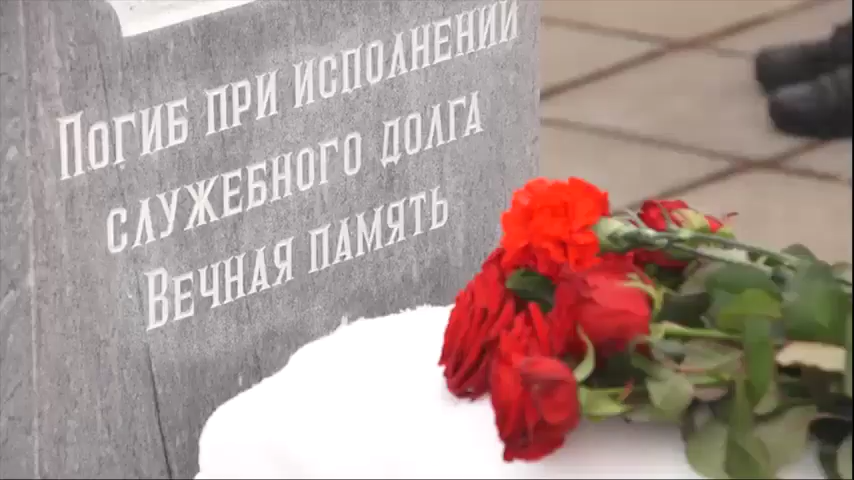 Погиб при исполнении
служебного долга
Вечная память